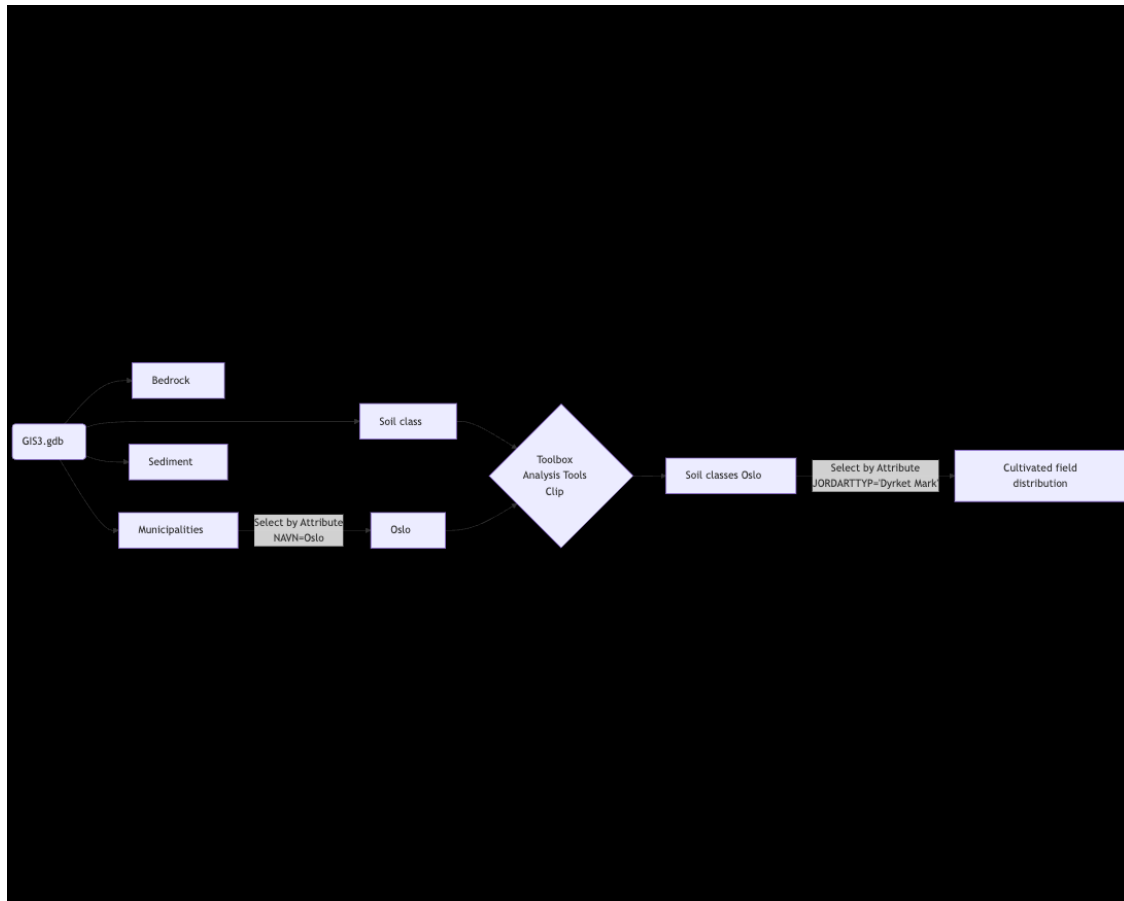 Bedrock
Soil class
GIS3.gdb
Sediment
Municipalities
Select by Attribute
NAVN=Oslo
Oslo
Toolbox
Analysis Tools
Clip
Soil classes Oslo
Select by Attribute
JORDARTTYP='Dyrket Mark'
Cultivated field
distribution